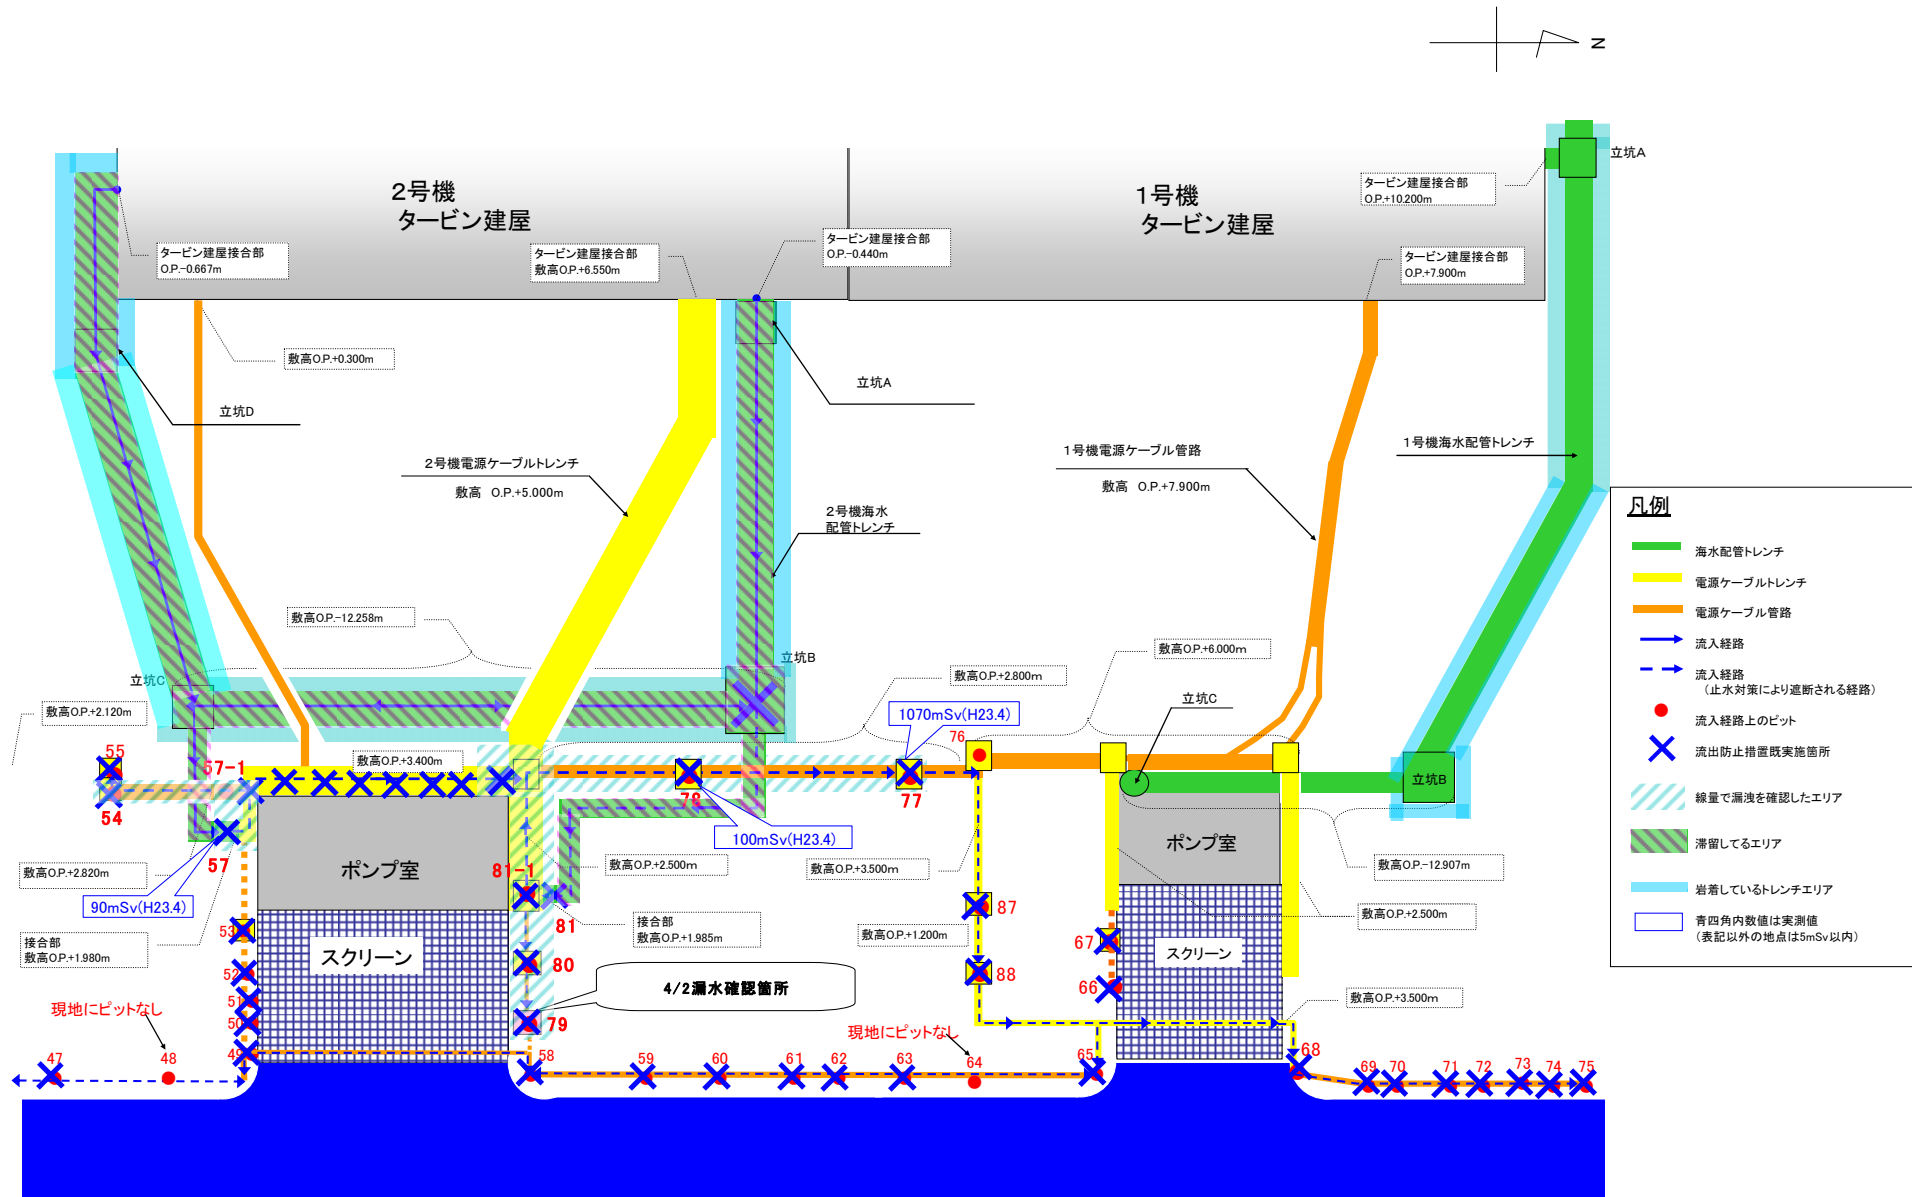 N
2号機
タービン建屋
1号機
タービン建屋
立坑A
タービン建屋接合部
O.P.+10.200m
タービン建屋接合部
O.P.-0.667m
タービン建屋接合部
敷高O.P.+6.550m
タービン建屋接合部
O.P.-0.440m
タービン建屋接合部
O.P.+7.900m
敷高O.P.+0.300m
立坑D
立坑A
2号機電源ケーブルトレンチ
敷高 O.P.+5.000m
2号機海水
配管トレンチ
1号機電源ケーブル管路
敷高 O.P.+7.900m
1号機海水配管トレンチ
敷高O.P.-12.258m
立坑C
立坑B
敷高O.P.+2.120m
敷高O.P.+2.800m
敷高O.P.+6.000m
立坑C
1070mSv(H23.4)
76
55
57-1
敷高O.P.+3.400m
54
78
77
立坑B
100mSv(H23.4)
57
ポンプ室
81-1
敷高O.P.+2.500m
敷高O.P.+3.500m
ポンプ室
敷高O.P.-12.907m
敷高O.P.+2.820m
90mSv(H23.4)
81
87
敷高O.P.+2.500m
接合部
敷高O.P.+1.980m
53
接合部
敷高O.P.+1.985m
敷高O.P.+1.200m
67
スクリーン
スクリーン
80
52
88
66
4/2漏水確認箇所
51
50
79
敷高O.P.+3.500m
現地にピットなし
現地にピットなし
47
48
49
58
59
60
61
62
63
64
65
68
69
70
71
72
73
74
75
凡例
海水配管トレンチ
電源ケーブルトレンチ
電源ケーブル管路
流入経路
流入経路
(止水対策により遮断される経路)
流入経路上のピット
流出防止措置既実施箇所
線量で漏洩を確認したエリア
滞留してるエリア
岩着しているトレンチエリア
青四角内数値は実測値
(表記以外の地点は5mSv以内)